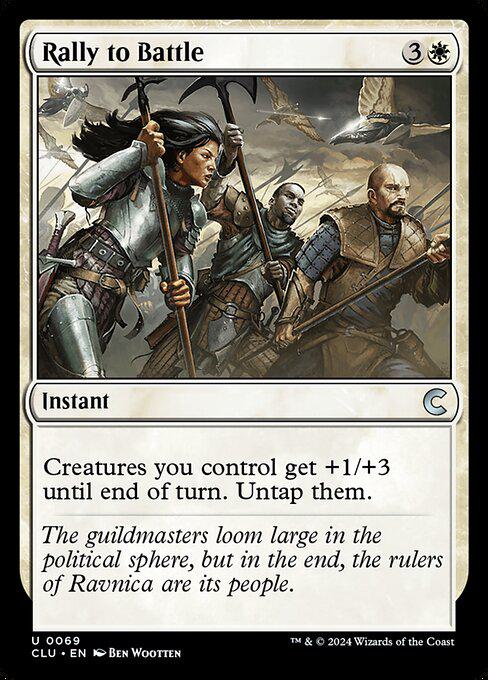 Rally to Battle 3
Instant
Creatures you control get +1/+3
until end of turn. Untap them.
The guildmasters loom large in the
political sphere, but in the end, the rulers
of Ravnica are its people.
U 0069
™ & © 2024 Wizards of the Coast
CLU • EN Ben Wootten